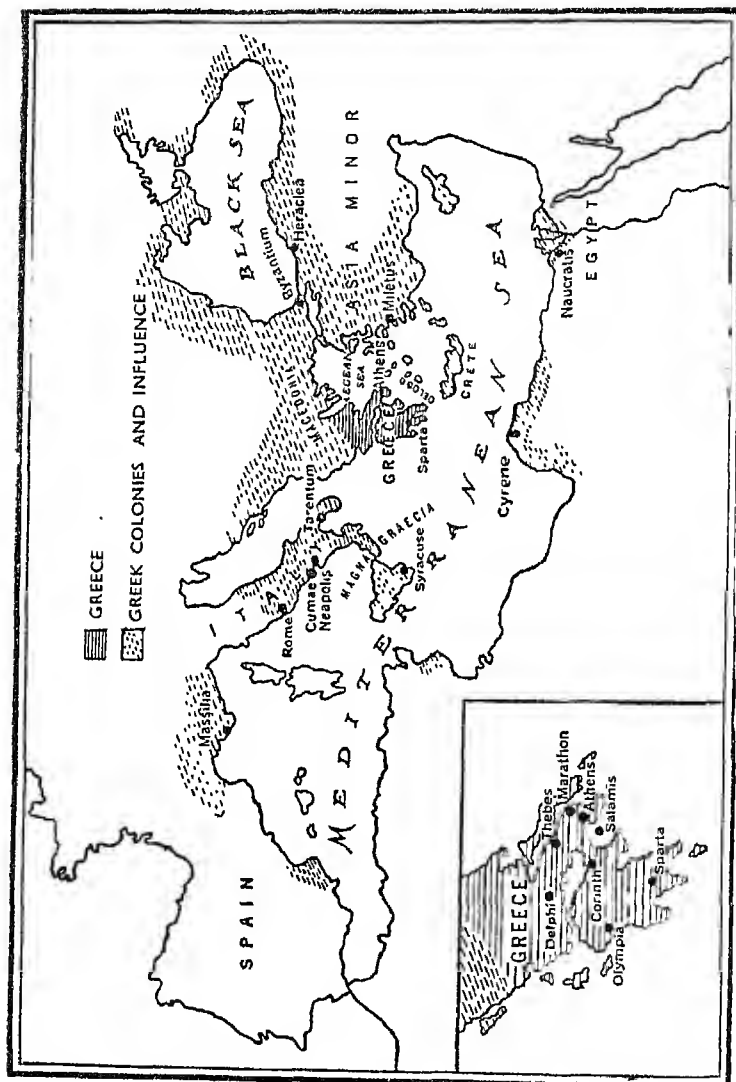 GREECE
GREEK COLONIES AND INFLUENCE
BLACK SEA
Byzantium
Heraclea
ASIA MINOR
MACEDONIA
AEGEAN
SEA
Athens
Miletus
GREECE
Sparta
DELOS
CRETE
SPAIN
Massilia
ITALY
Rome
Cumae
Neapolis
Tarentum
MAGNA GRAECIA
Syracuse
MEDITERRANEAN SEA
Cyrene
Naucratis
EGYPT
GREECE
Thebes
Delphi
Marathon
Athens
Corinth
Salamis
Olympia
Sparta